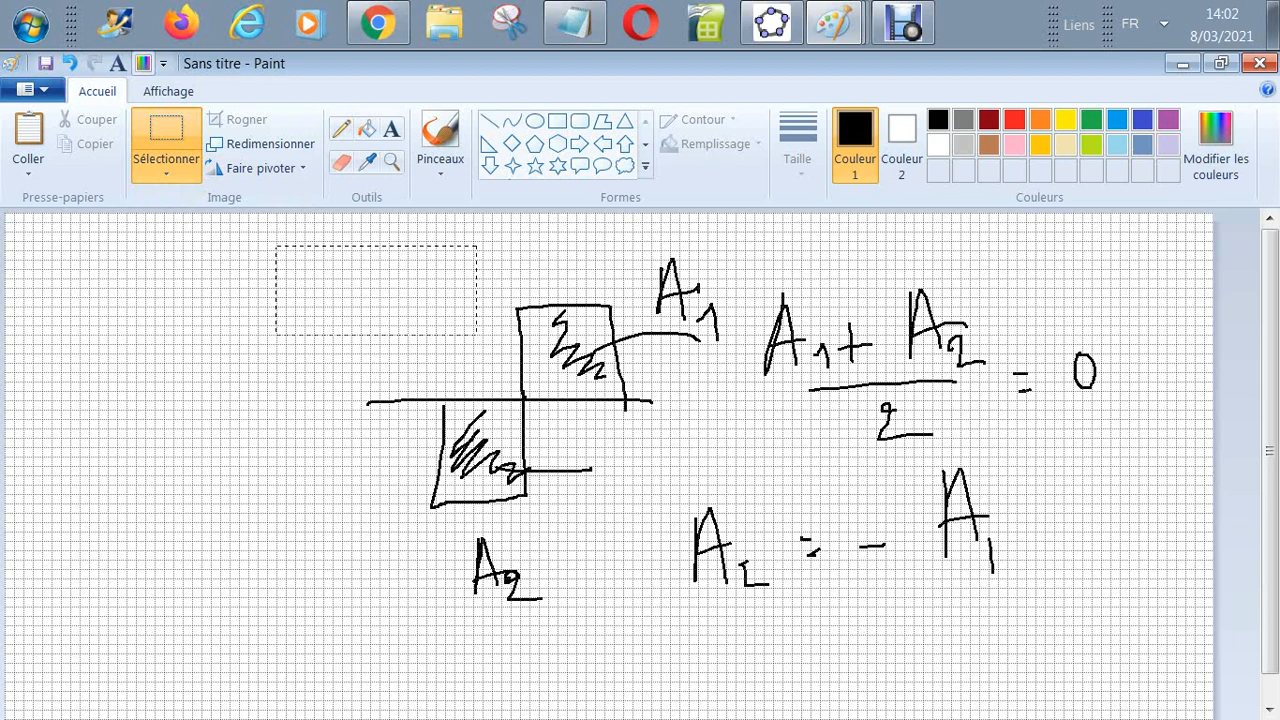 14:02
Liens FR
8/03/2021
Sans titre - Paint
Accueil Affichage
Couper
Copier
Coller
Presse-papiers
Rogner
Redimensionner
Faire pivoter
Sélectionner
Image
Outils
Pinceaux
Contour
Remplissage
Formes
Taille
Couleur
1
Couleur
2
Modifier les
couleurs
Couleurs
A1
A1 + A2
= 0
2
A2 = - A1
A2